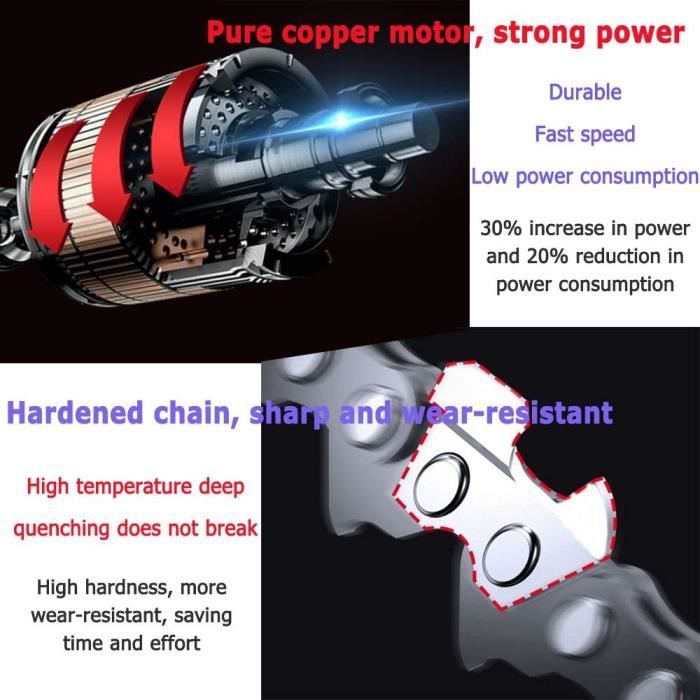 Pure copper motor, strong power
Durable
Fast speed
Low power consumption
30% increase in power
and 20% reduction in
power consumption
Hardened chain, sharp and wear-resistant
High temperature deep
quenching does not break
High hardness, more
wear-resistant, saving
time and effort